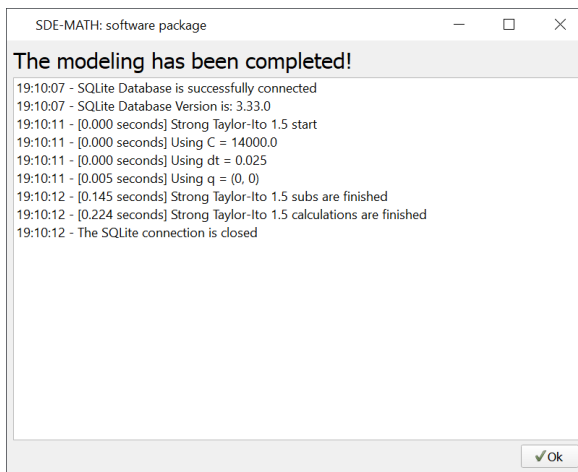 SDE-MATH: software package
The modeling has been completed!
19:10:07 - SQLite Database is successfully connected
19:10:07 - SQLite Database Version is: 3.33.0
19:10:11 - [0.000 seconds] Strong Taylor-Ito 1.5 start
19:10:11 - [0.000 seconds] Using C = 14000.0
19:10:11 - [0.000 seconds] Using dt = 0.025
19:10:11 - [0.005 seconds] Using q = (0, 0)
19:10:12 - [0.145 seconds] Strong Taylor-Ito 1.5 subs are finished
19:10:12 - [0.224 seconds] Strong Taylor-Ito 1.5 calculations are finished
19:10:12 - The SQLite connection is closed
Ok